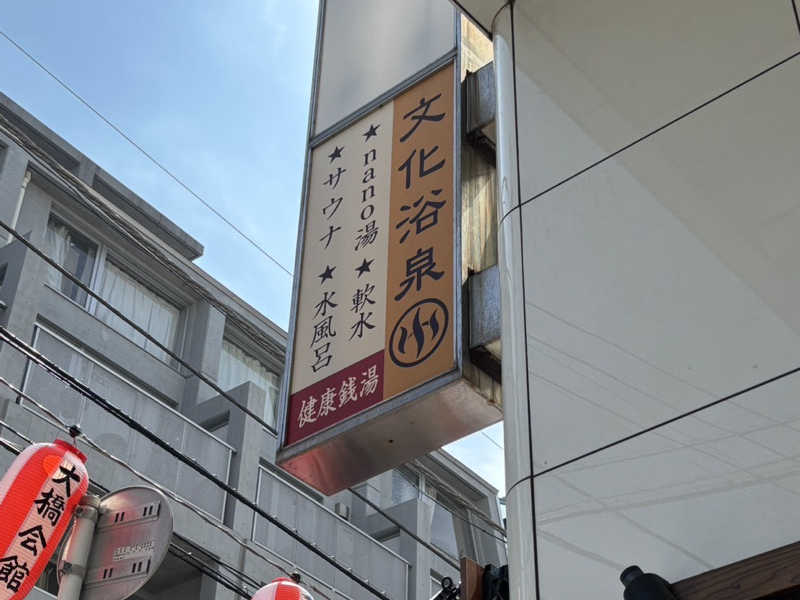 文化浴泉
★nano湯★軟水
★サウナ★水風呂
健康銭湯
大橋会館